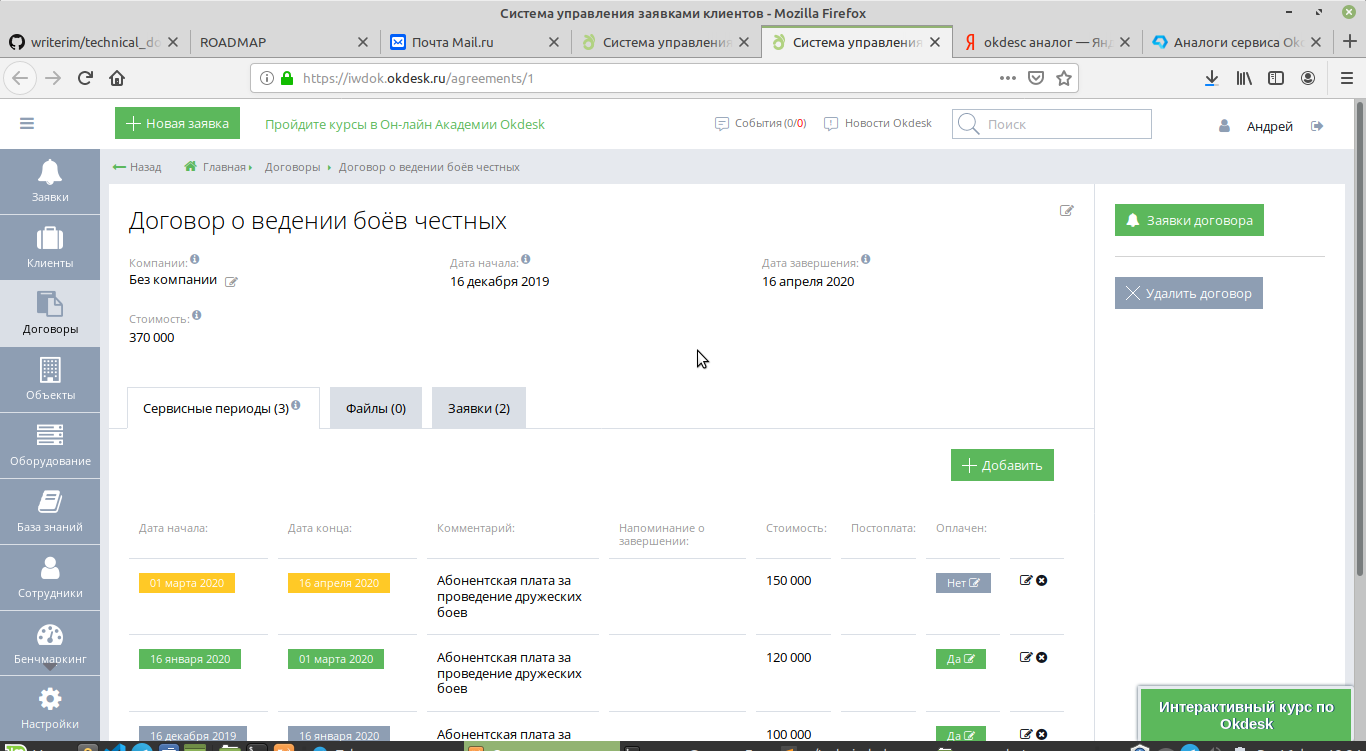 Система управления заявками клиентов - Mozilla Firefox
writerim/technical_do
ROADMAP
Почта Mail.ru
Система управления
Система управления
okdesc аналог — Янд
Аналоги сервиса Okd
https://iwdok.okdesk.ru/agreements/1
Новая заявка
Пройдите курсы в Он-лайн Академии Okdesk
События (0/0)
Новости Okdesk
Поиск
Андрей
Заявки
Клиенты
Договоры
Объекты
Оборудование
База знаний
Сотрудники
Бенчмаркинг
Настройки
Назад
Главная
Договоры
Договор о ведении боёв честных
Договор о ведении боёв честных
Компании:
Без компании
Дата начала:
16 декабря 2019
Дата завершения:
16 апреля 2020
Стоимость:
370 000
Заявки договора
Удалить договор
Сервисные периоды (3)
Файлы (0)
Заявки (2)
Добавить
Дата начала:
Дата конца:
Комментарий:
Напоминание о
завершении:
Стоимость:
Постоплата:
Оплачен:
01 марта 2020
16 апреля 2020
Абонентская плата за
проведение дружеских
боев
150 000
Нет
16 января 2020
01 марта 2020
Абонентская плата за
проведение дружеских
боев
120 000
Да
16 декабря 2019
16 января 2020
Абонентская плата за
100 000
Да
Интерактивный курс по
Okdesk